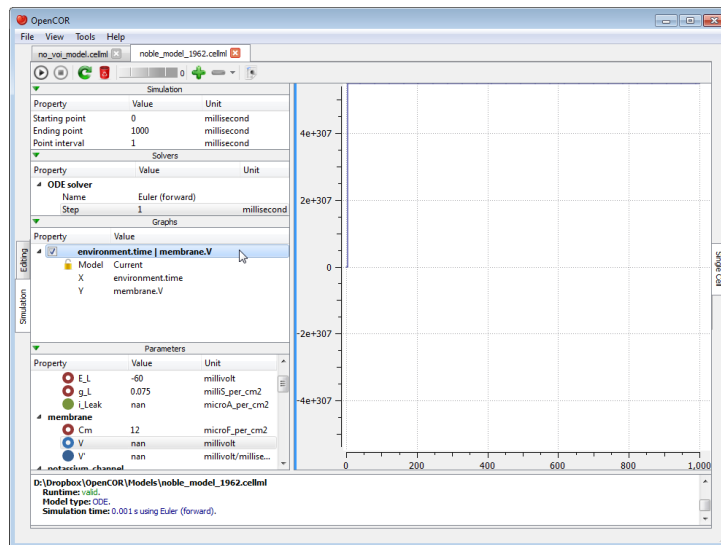 OpenCOR
File View Tools Help
no_voi_model.cellml noble_model_1962.cellml
0
Simulation
Property Value Unit
Starting point 0 millisecond
Ending point 1000 millisecond
Point interval 1 millisecond
Solvers
Property Value Unit
ODE solver
Name Euler (forward)
Step 1 millisecond
Graphs
Property Value
environment.time | membrane.V
Model Current
X environment.time
Y membrane.V
Parameters
Property Value Unit
E_L -60 millivolt
g_L 0.075 milliS_per_cm2
i_Leak nan microA_per_cm2
membrane
Cm 12 microF_per_cm2
V nan millivolt
V' nan millivolt/millise...
potassium_channel
Editing
Simulation
4e+307
2e+307
0
-2e+307
-4e+307
0 200 400 600 800 1,000
Single Cell
D:\Dropbox\OpenCOR\Models\noble_model_1962.cellml
Runtime: valid.
Model type: ODE.
Simulation time: 0.001 s using Euler (forward).